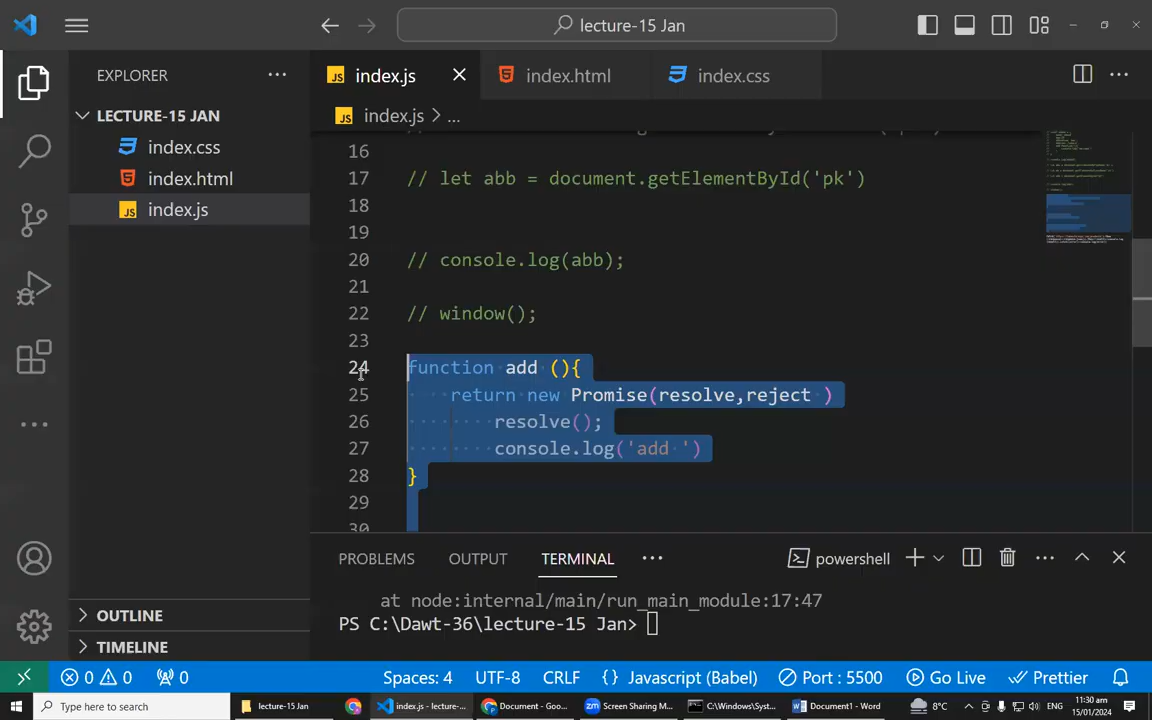 lecture-15 Jan
EXPLORER
index.js
index.html
index.css
LECTURE-15 JAN
index.css
index.html
index.js
index.js > ...
16
17 // let abb = document.getElementById('pk')
18
19
20 // console.log(abb);
21
22 // window();
23
24 function add (){
25 return new Promise(resolve,reject )
26 resolve();
27 console.log('add ')
28 }
29
30
PROBLEMS OUTPUT TERMINAL
powershell
at node:internal/main/run_main_module:17:47
PS C:\Dawt-36\lecture-15 Jan>
OUTLINE
TIMELINE
0 0 0 Spaces: 4 UTF-8 CRLF {} Javascript (Babel) Port : 5500 Go Live Prettier
Type here to search lecture-15 Jan index.js - lecture-... Document - Goo... Screen Sharing M... C:\Windows\Syst... Document1 - Word 8°C ENG 11:30 am
15/01/2024